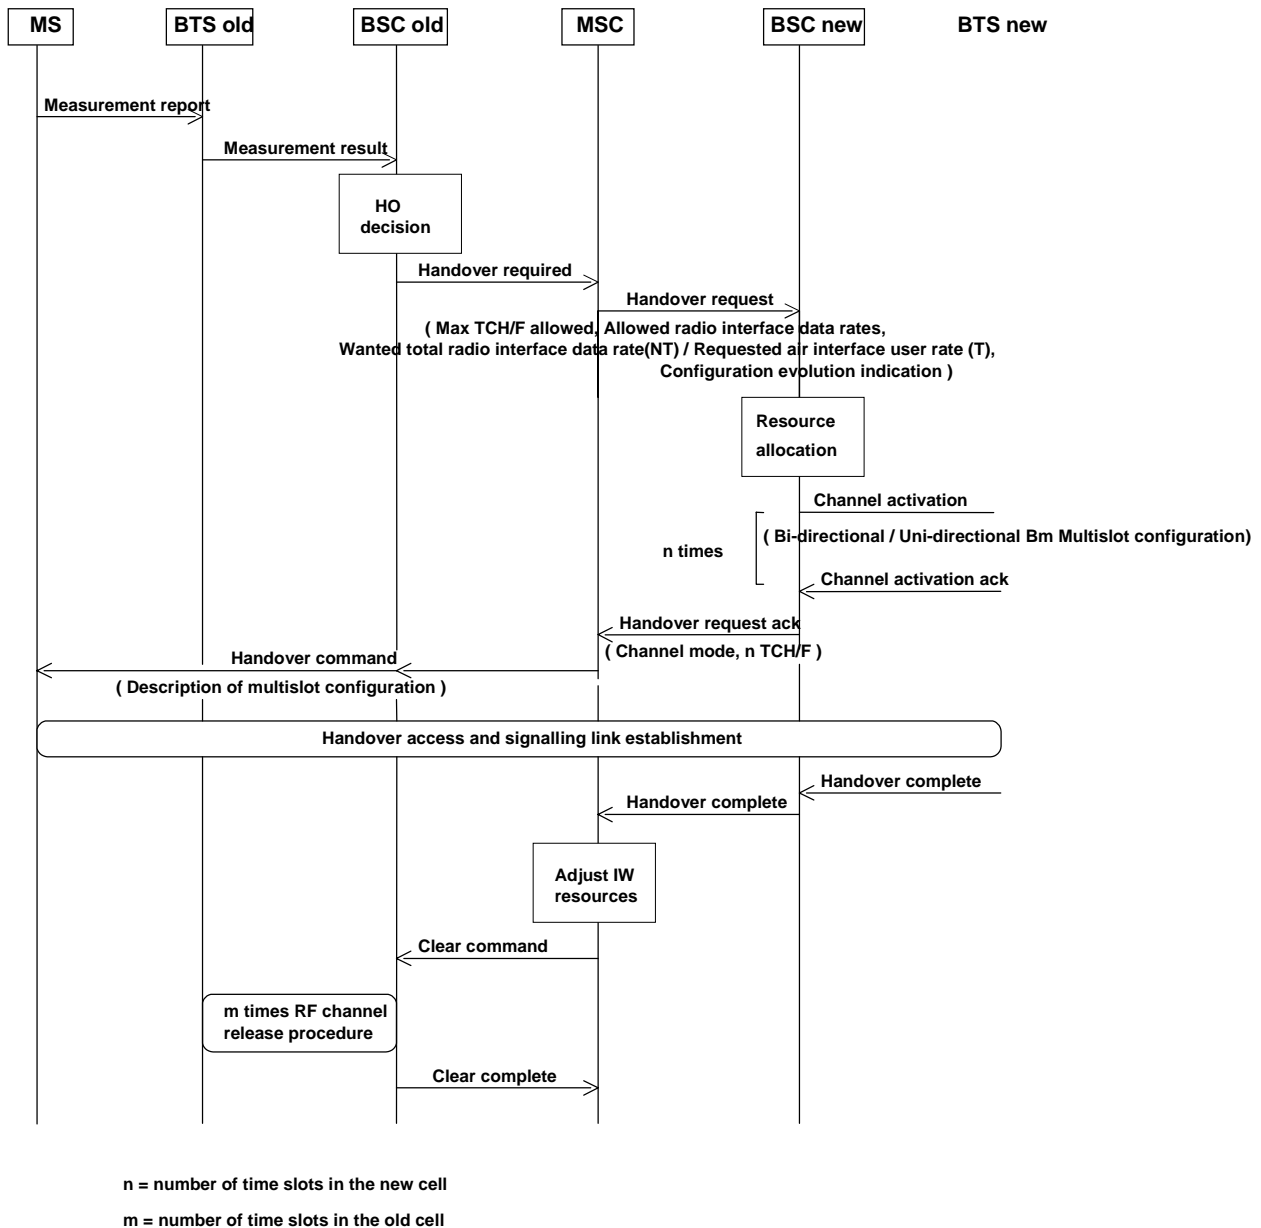 MS BTS old BSC old MSC BSC new BTS new
Measurement report
Measurement result
HO
decision
Handover required
Handover request
( Max TCH/F allowed, Allowed radio interface data rates,
Wanted total radio interface data rate(NT) / Requested air interface user rate (T),
Configuration evolution indication )
Resource
allocation
Channel activation
( Bi-directional / Uni-directional Bm Multislot configuration)
n times
Channel activation ack
Handover request ack
( Channel mode, n TCH/F )
Handover command
( Description of multislot configuration )
Handover access and signalling link establishment
Handover complete
Handover complete
Adjust IW
resources
Clear command
m times RF channel
release procedure
Clear complete
n = number of time slots in the new cell
m = number of time slots in the old cell